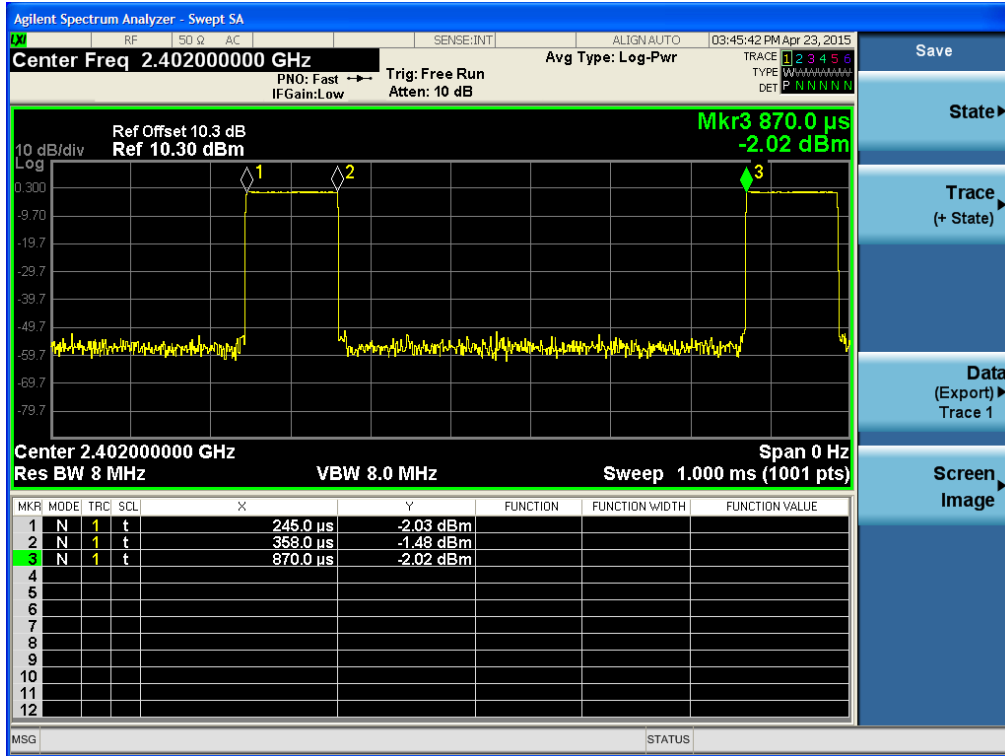 Agilent Spectrum Analyzer - Swept SA
LXI RF 50 Ω AC SENSE:INT ALIGN AUTO 03:45:42 PM Apr 23, 2015
Center Freq 2.402000000 GHz
PNO: Fast Trig: Free Run
IFGain:Low Atten: 10 dB
Avg Type: Log-Pwr
TRACE 1 2 3 4 5 6
TYPE
DET P N N N N N
Save
State
Trace
(+ State)
Data
(Export)
Trace 1
Screen
Image
Mkr3 870.0 µs
-2.02 dBm
Ref Offset 10.3 dB
10 dB/div Ref 10.30 dBm
Log
1 2 3
0.300
-9.70
-19.7
-29.7
-39.7
-49.7
-59.7
-69.7
-79.7
Center 2.402000000 GHz Span 0 Hz
Res BW 8 MHz VBW 8.0 MHz Sweep 1.000 ms (1001 pts)
MKR MODE TRC SCL X Y FUNCTION FUNCTION WIDTH FUNCTION VALUE
1 N 1 t 245.0 µs -2.03 dBm
2 N 1 t 358.0 µs -1.48 dBm
3 N 1 t 870.0 µs -2.02 dBm
4
5
6
7
8
9
10
11
12
MSG STATUS